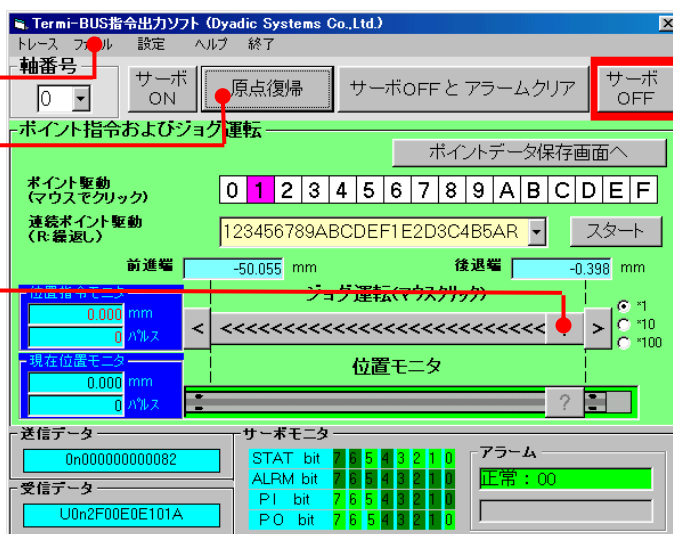 Termi-BUS指令出力ソフト (Dyadic Systems Co.,Ltd.)
トレース ファイル 設定 ヘルプ 終了
軸番号
0
サーボ
ON
原点復帰
サーボOFFと アラームクリア
サーボ
OFF
ポイント指令およびジョグ運転
ポイントデータ保存画面へ
ポイント駆動
(マウスでクリック)
0 1 2 3 4 5 6 7 8 9 A B C D E F
連続ポイント駆動
(R:繰返し)
123456789ABCDEF1E2D3C4B5AR
スタート
前進端 -50.055 mm 後退端 -0.398 mm
位置指令モニタ
0.000 mm
0 パルス
ジョグ運転(マウスクリック)
< <<<<<<<<<<<<<<<<<<<<<<<<<< >
*1
*10
*100
現在位置モニタ
0.000 mm
0 パルス
位置モニタ
?
送信データ
0n000000000082
受信データ
U0n2F00E0E101A
サーボモニタ
STAT bit 7 6 5 4 3 2 1 0
ALRM bit 7 6 5 4 3 2 1 0
PI bit 7 6 5 4 3 2 1 0
PO bit 7 6 5 4 3 2 1 0
アラーム
正常：00